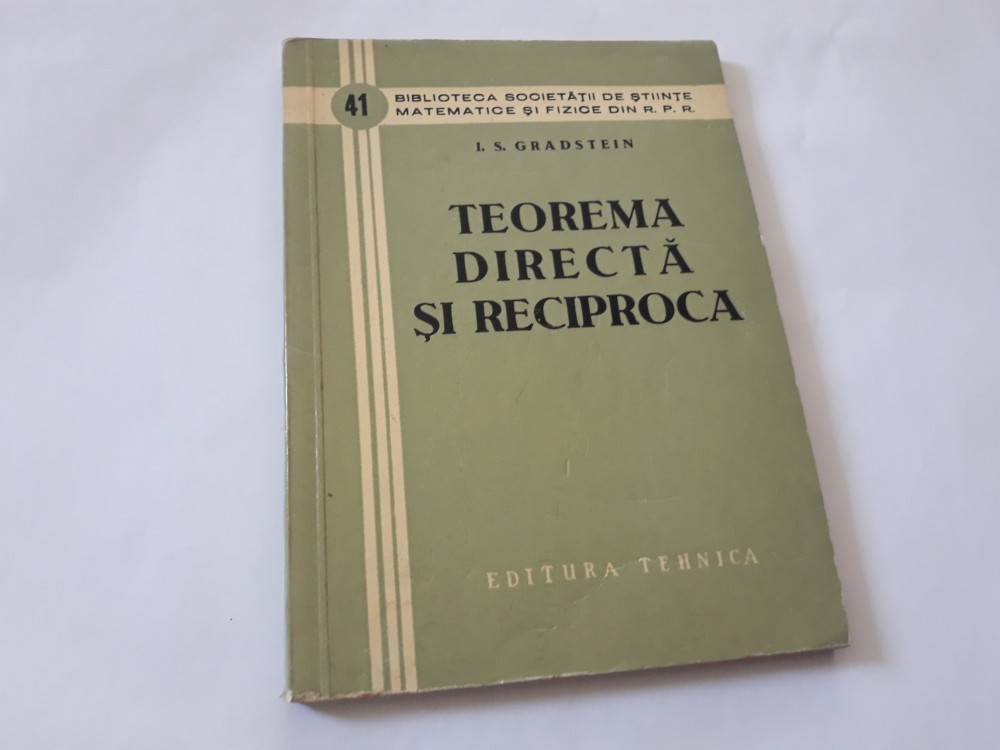 41
BIBLIOTECA SOCIETĂȚII DE ȘTIINȚE
MATEMATICE ȘI FIZICE DIN R. P. R.
I. S. GRADSTEIN
TEOREMA
DIRECTĂ
ȘI RECIPROCA
EDITURA TEHNICA